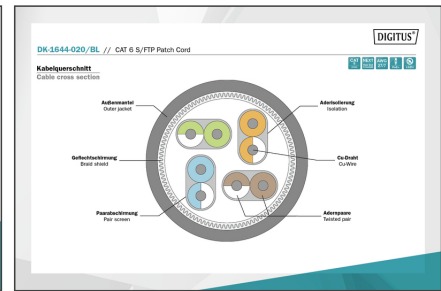 DIGITUS®
DK-1644-020/BL // CAT 6 S/FTP Patch Cord
Kabelquerschnitt
Cable cross section
Außenmantel
Outer jacket
Aderisolierung
Isolation
Geflechtschirmung
Braid shield
Cu-Draht
Cu-Wire
Paarabschirmung
Pair screen
Adernpaare
Twisted pair